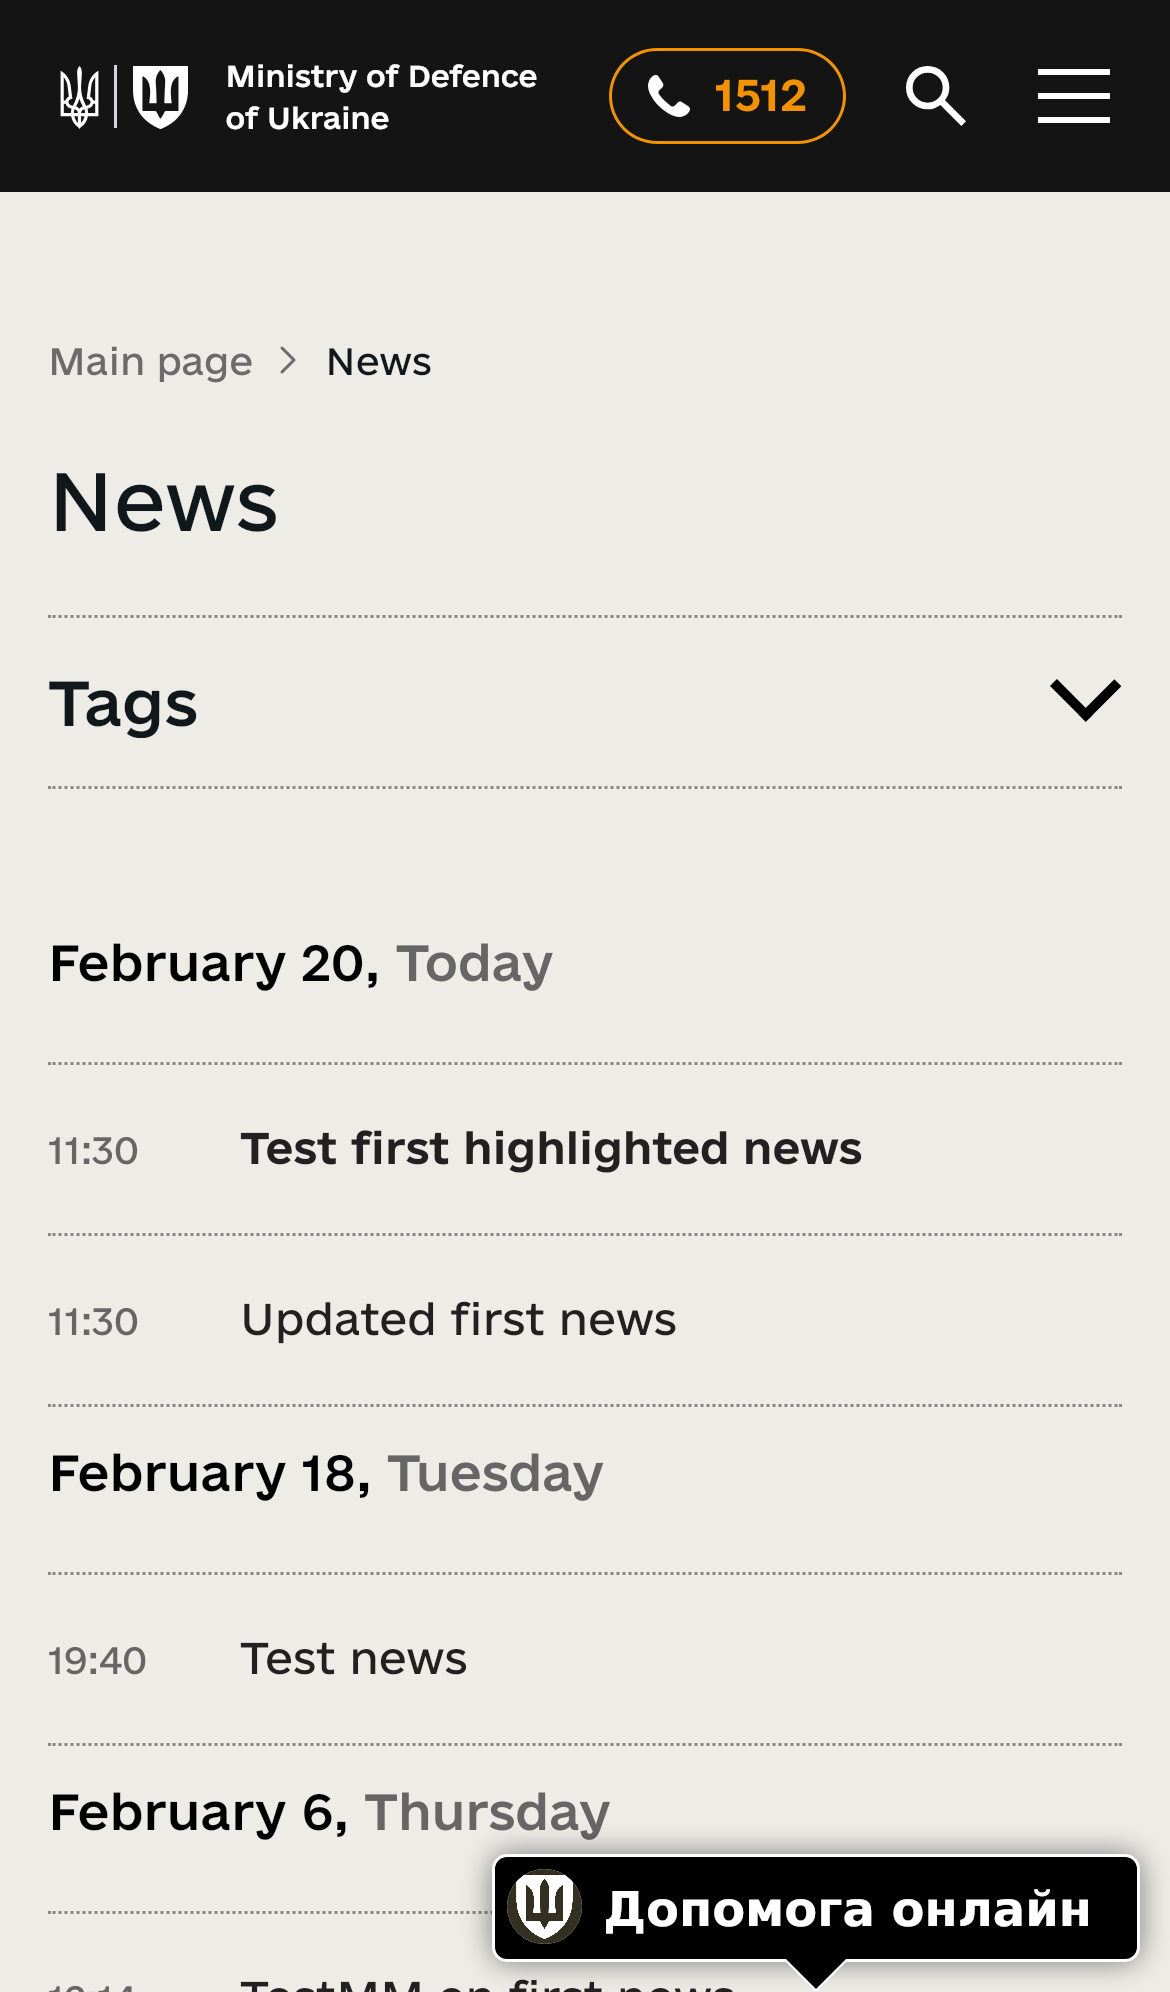 Ministry of Defence
of Ukraine
1512
Main page > News
News
Tags
February 20, Today
11:30 Test first highlighted news
11:30 Updated first news
February 18, Tuesday
19:40 Test news
February 6, Thursday
Допомога онлайн
TestMM en first news